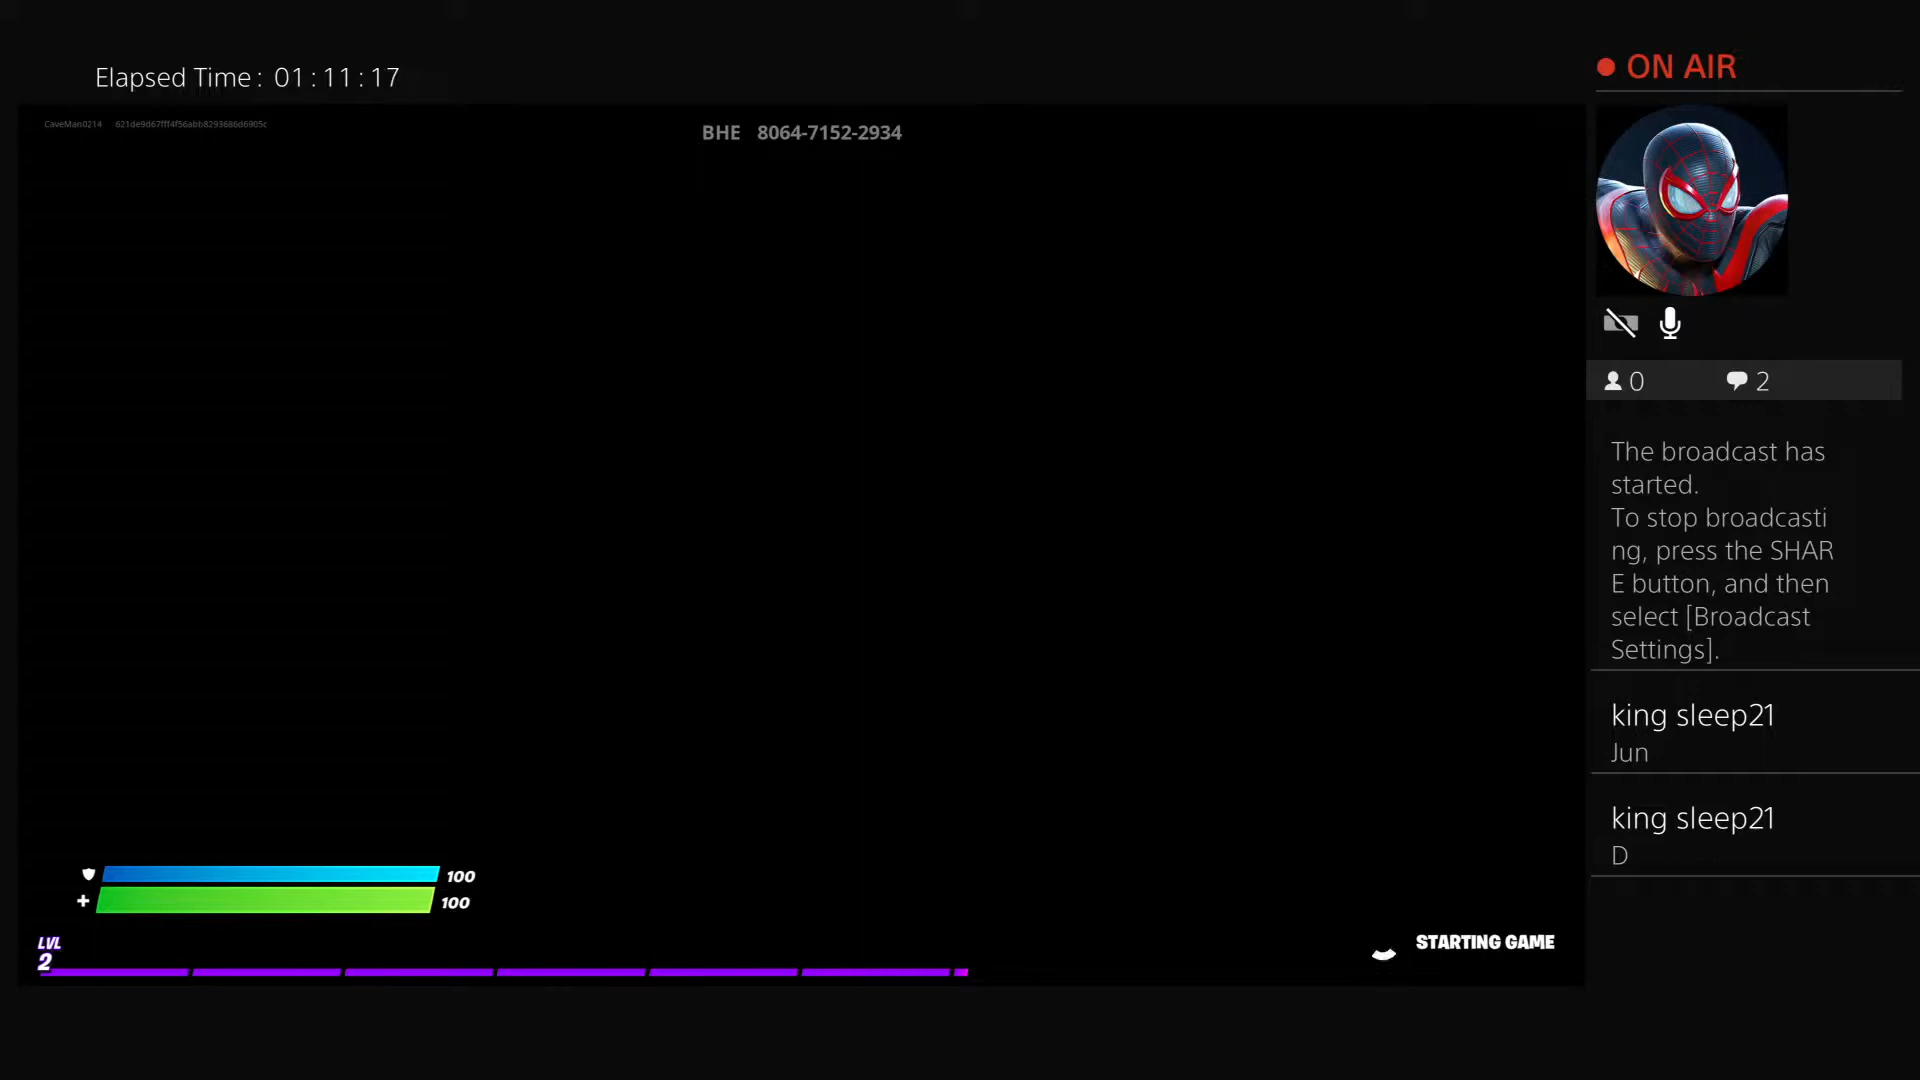 Elapsed Time: 01:11:17
ON AIR
CaveMan0214 621de9d67fff4f56abb8293686d6905c
BHE 8064-7152-2934
0 2
The broadcast has
started.
To stop broadcasti
ng, press the SHAR
E button, and then
select [Broadcast
Settings].
king sleep21
Jun
king sleep21
D
100
100
LVL
2
STARTING GAME